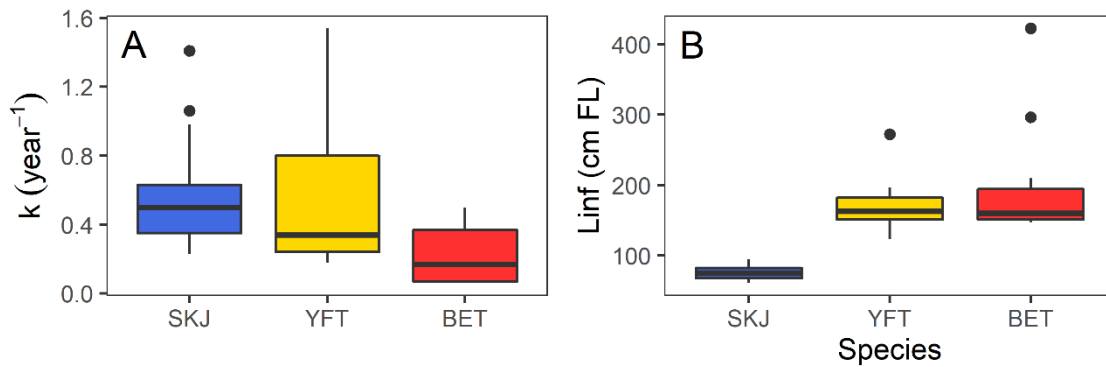 A
k (year⁻¹)
1.6
1.2
0.8
0.4
0.0
SKJ YFT BET
B
Linf (cm FL)
400
300
200
100
SKJ YFT BET
Species